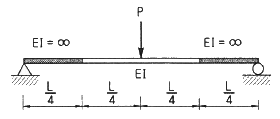 P
EI = ∞ EI = ∞
EI
L/4 L/4 L/4 L/4